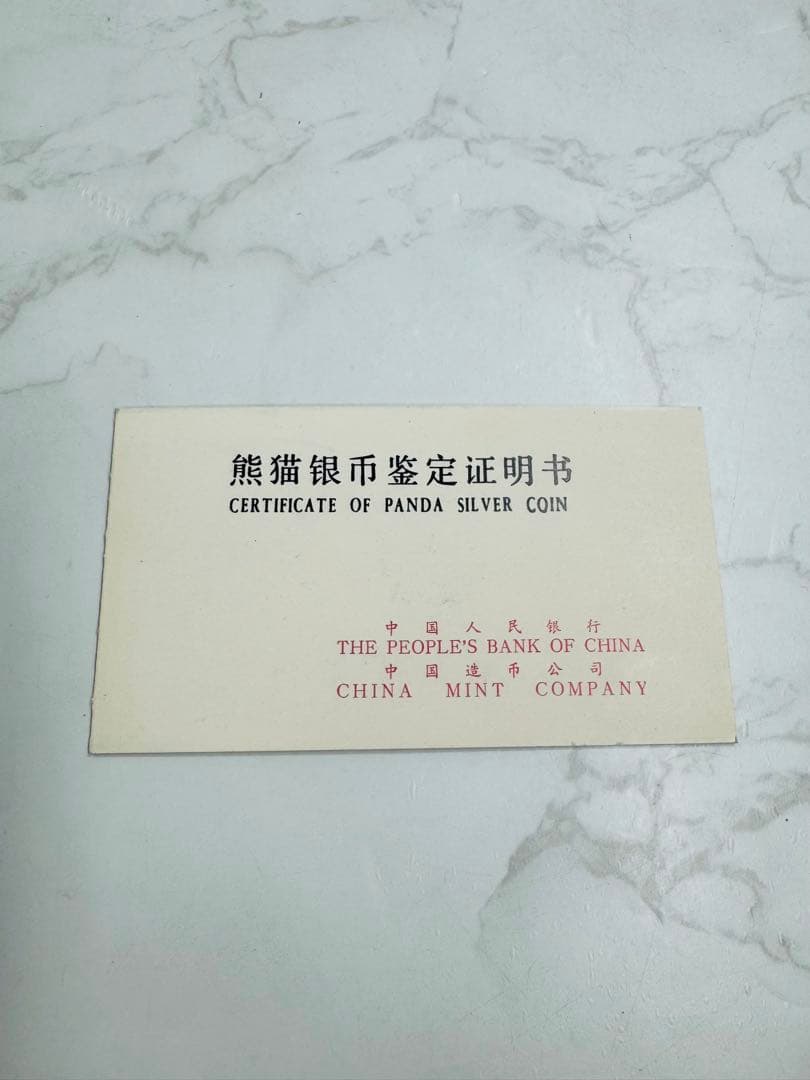 熊猫银币鉴定证明书
CERTIFICATE OF PANDA SILVER COIN
中国人民银行
THE PEOPLE'S BANK OF CHINA
中国造币公司
CHINA MINT COMPANY